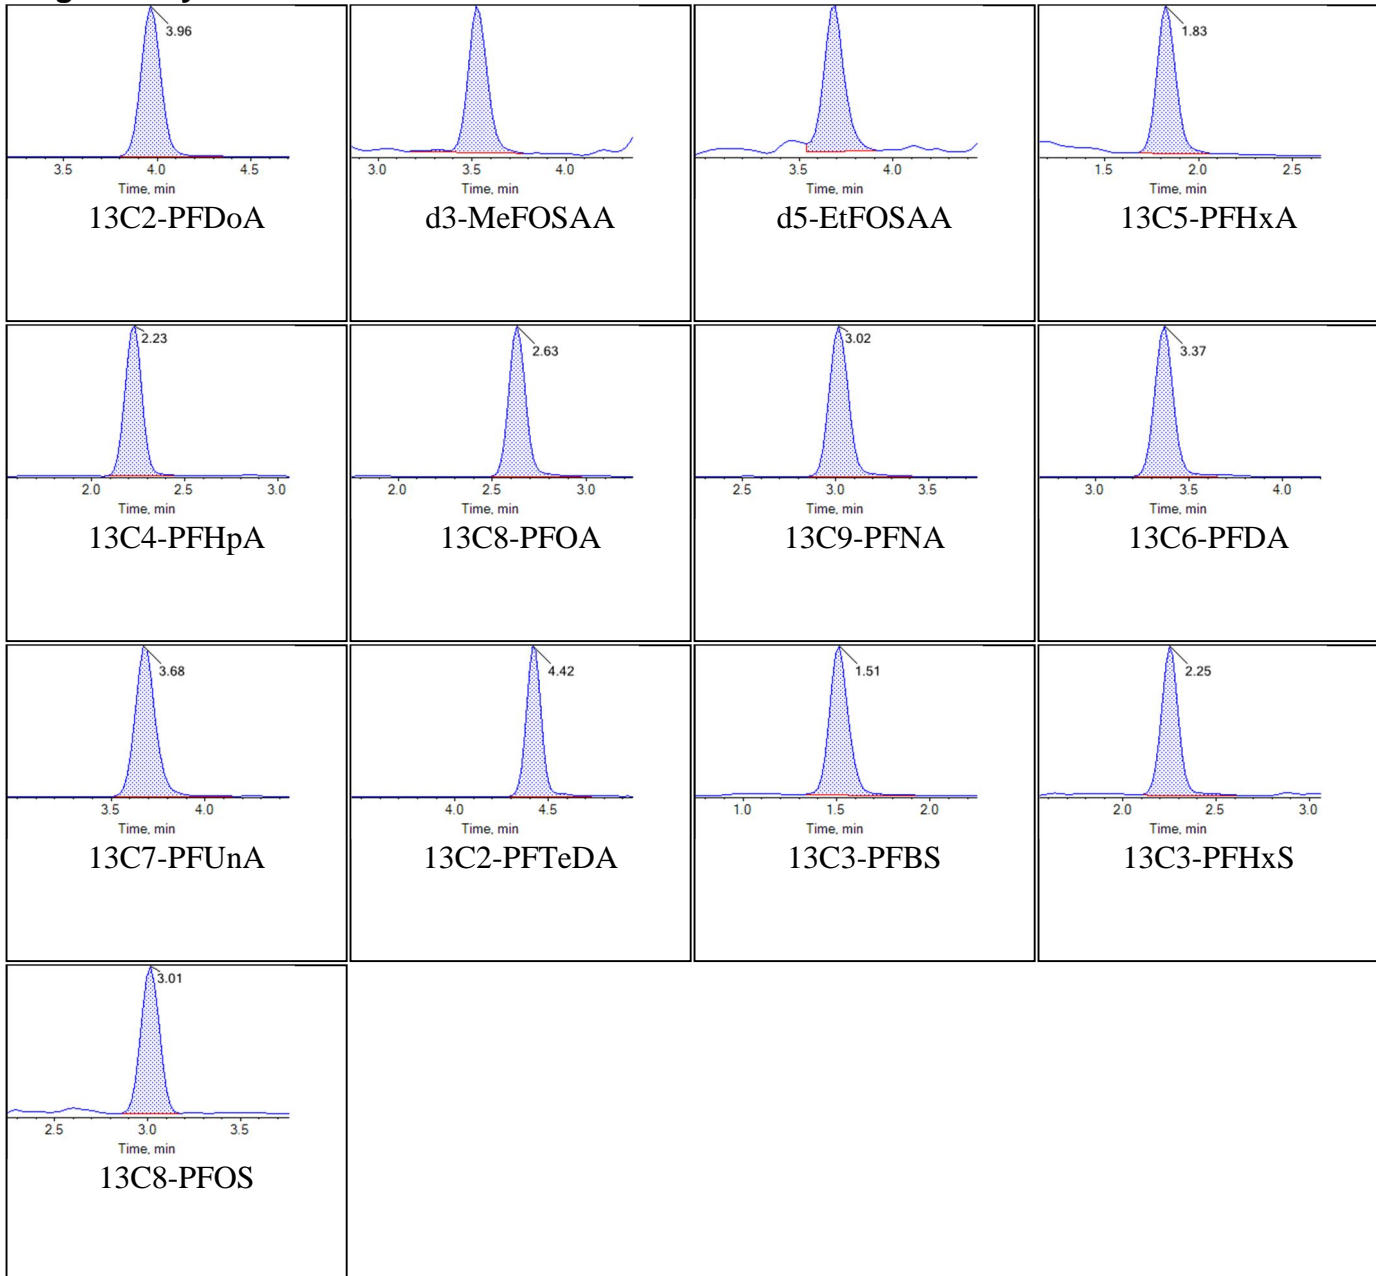 3.96
3.5 4.0 4.5
Time, min
13C2-PFDoA
3.0 3.5 4.0
Time, min
d3-MeFOSAA
3.5 4.0
Time, min
d5-EtFOSAA
1.83
1.5 2.0 2.5
Time, min
13C5-PFHxA
2.23
2.0 2.5 3.0
Time, min
13C4-PFHpA
2.63
2.0 2.5 3.0
Time, min
13C8-PFOA
3.02
2.5 3.0 3.5
Time, min
13C9-PFNA
3.37
3.0 3.5 4.0
Time, min
13C6-PFDA
3.68
3.5 4.0
Time, min
13C7-PFUnA
4.42
4.0 4.5
Time, min
13C2-PFTeDA
1.51
1.0 1.5 2.0
Time, min
13C3-PFBS
2.25
2.0 2.5 3.0
Time, min
13C3-PFHxS
3.01
2.5 3.0 3.5
Time, min
13C8-PFOS